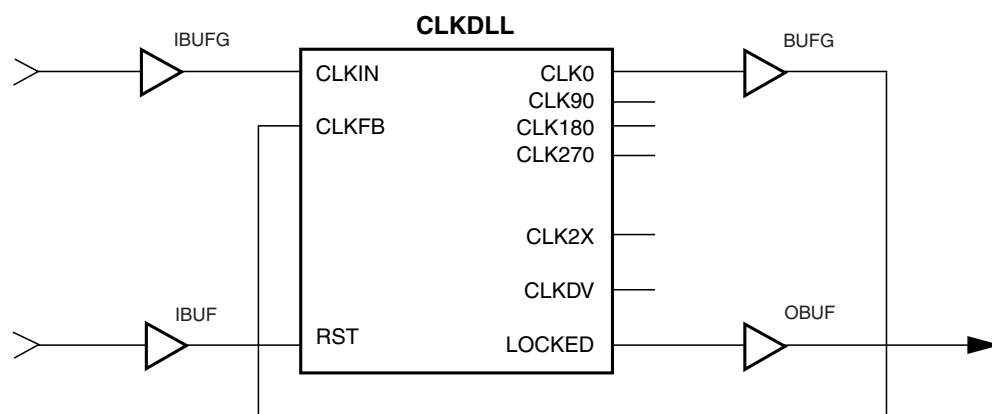 CLKDLL
IBUFG
BUFG
CLKIN
CLK0
CLK90
CLKFB
CLK180
CLK270
CLK2X
CLKDV
IBUF
OBUF
RST
LOCKED